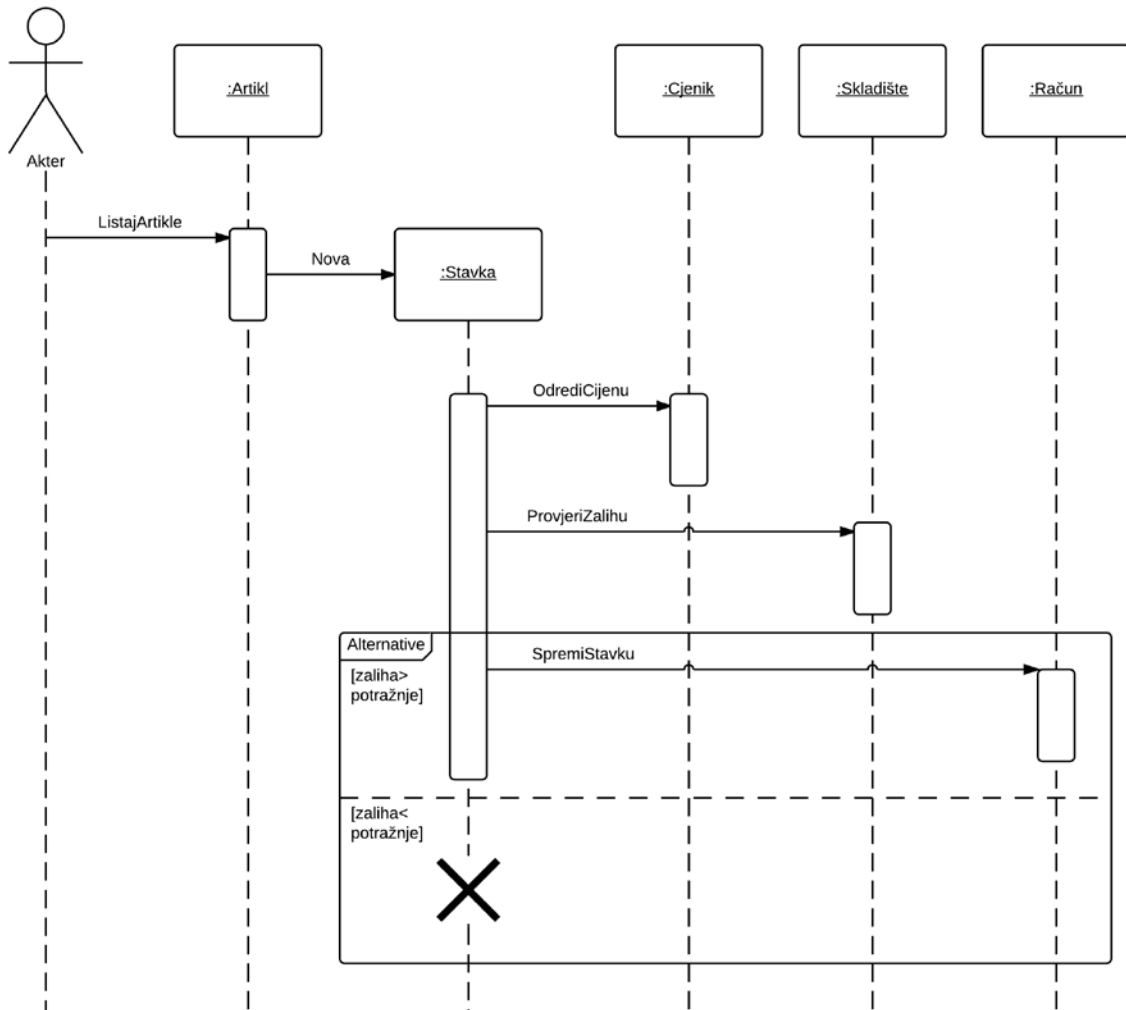 :Artikl
:Cjenik
:Skladište
:Račun
Akter
ListajArtikle
Nova
:Stavka
OdrediCijenu
ProvjeriZalihu
Alternative
SpremiStavku
[zaliha>
potražnje]
[zaliha<
potražnje]